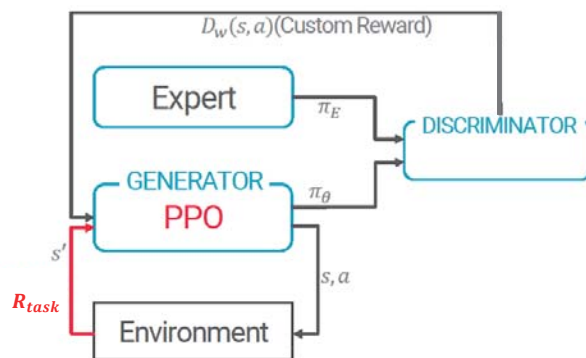 D_w(s, a)(Custom Reward)
Expert
π_E
DISCRIMINATOR
GENERATOR
PPO
π_θ
s'
s, a
R_task
Environment